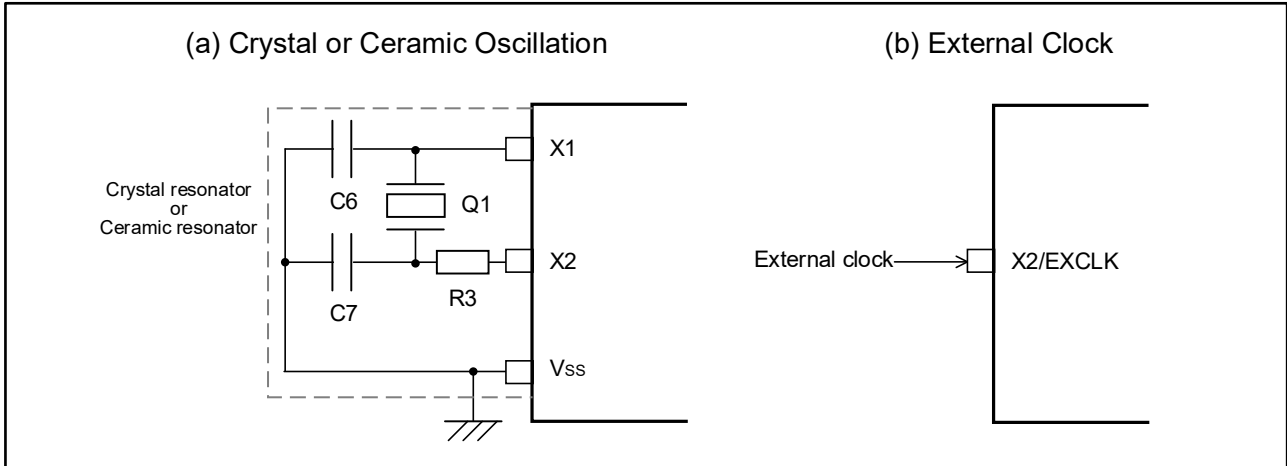 (a) Crystal or Ceramic Oscillation
(b) External Clock
X1
C6
Q1
Crystal resonator
or
Ceramic resonator
X2
R3
C7
Vss
External clock
X2/EXCLK